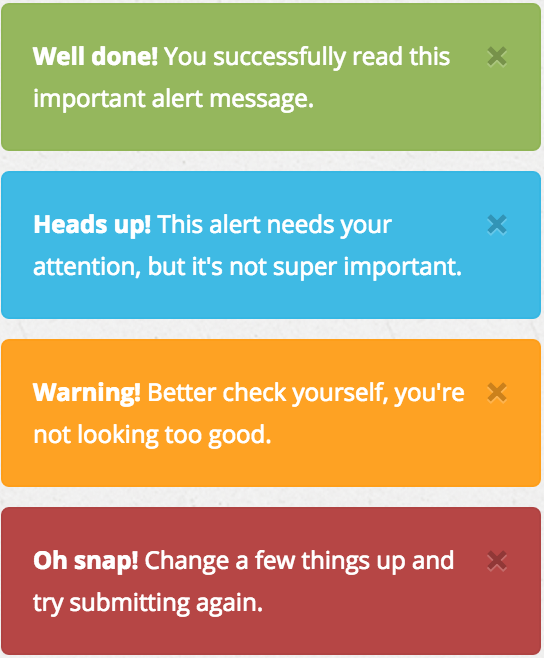 Well done! You successfully read this
important alert message.
Heads up! This alert needs your
attention, but it's not super important.
Warning! Better check yourself, you're
not looking too good.
Oh snap! Change a few things up and
try submitting again.